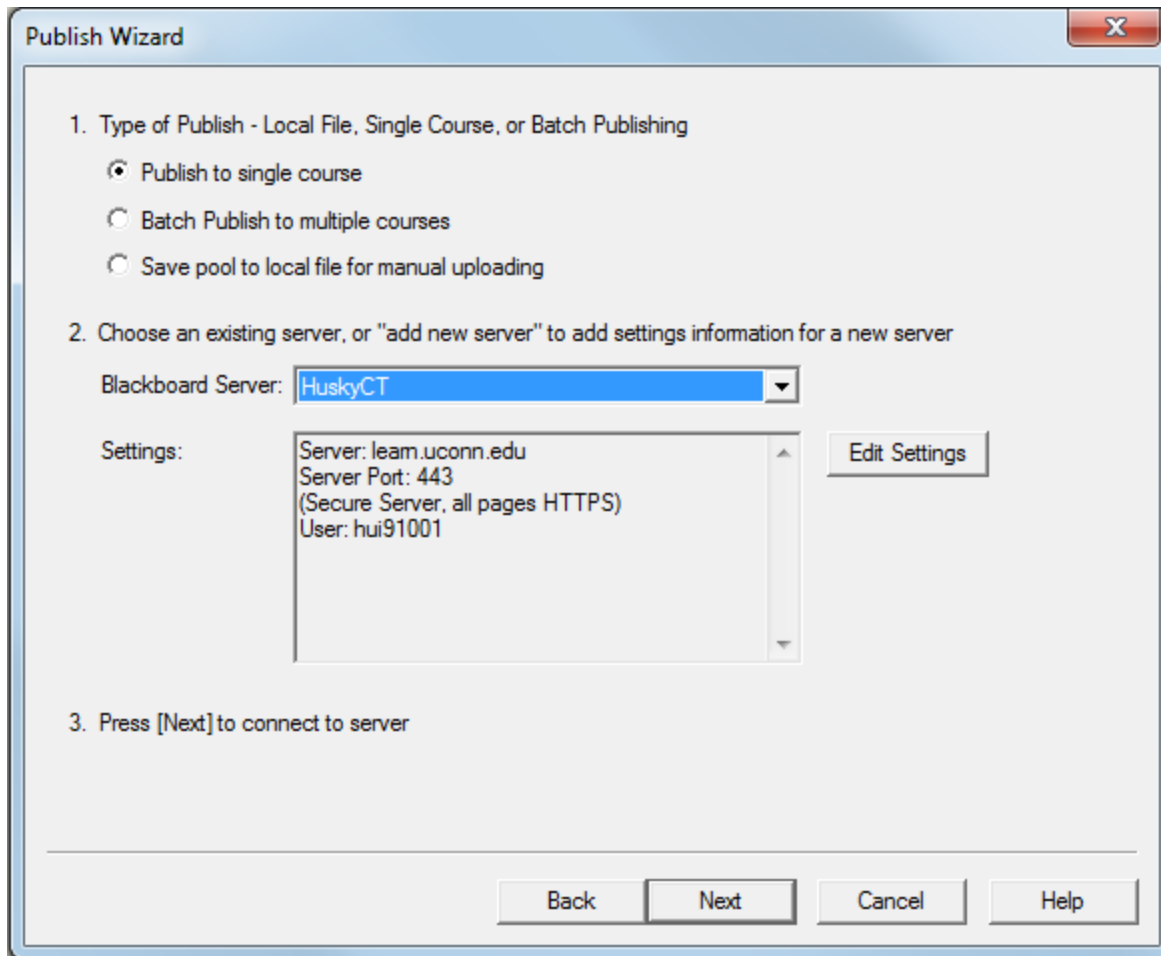 Publish Wizard
1. Type of Publish - Local File, Single Course, or Batch Publishing
Publish to single course
Batch Publish to multiple courses
Save pool to local file for manual uploading
2. Choose an existing server, or "add new server" to add settings information for a new server
Blackboard Server: HuskyCT
Settings:
Server: learn.uconn.edu
Server Port: 443
(Secure Server, all pages HTTPS)
User: hui91001
Edit Settings
3. Press [Next] to connect to server
Back Next Cancel Help